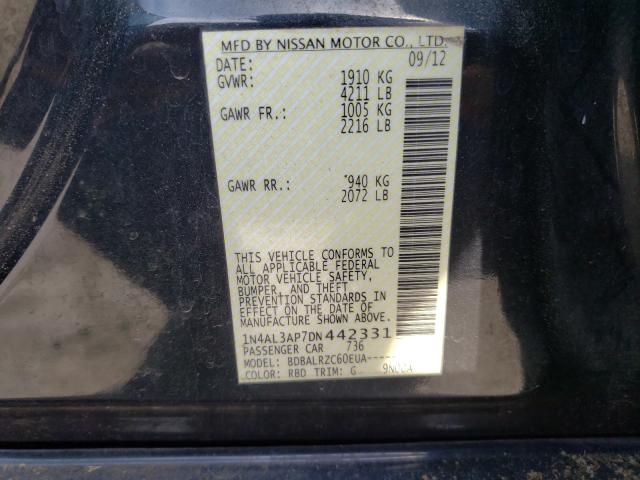 MFD BY NISSAN MOTOR CO., LTD.
DATE: 09/12
GVWR: 1910 KG
4211 LB
GAWR FR.: 1005 KG
2216 LB
GAWR RR.: 940 KG
2072 LB
THIS VEHICLE CONFORMS TO
ALL APPLICABLE FEDERAL
MOTOR VEHICLE SAFETY,
BUMPER, AND THEFT
PREVENTION STANDARDS IN
EFFECT ON THE DATE OF
MANUFACTURE SHOWN ABOVE.
1N4AL3AP7DN442331
PASSENGER CAR 736
MODEL: BDBALRZC60EUA-----
COLOR: RBD TRIM: G